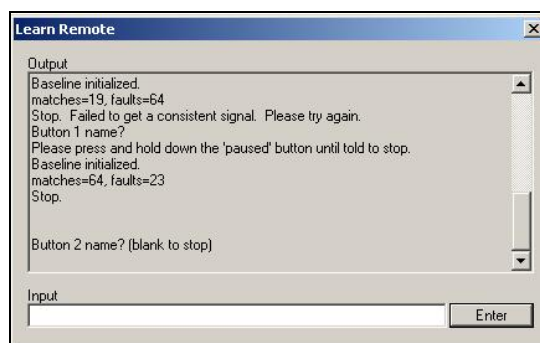 Learn Remote
Output
Baseline initialized.
matches=19, faults=64
Stop.  Failed to get a consistent signal.  Please try again.
Button 1 name?
Please press and hold down the 'paused' button until told to stop.
Baseline initialized.
matches=64, faults=23
Stop.
Button 2 name? (blank to stop)
Input
Enter